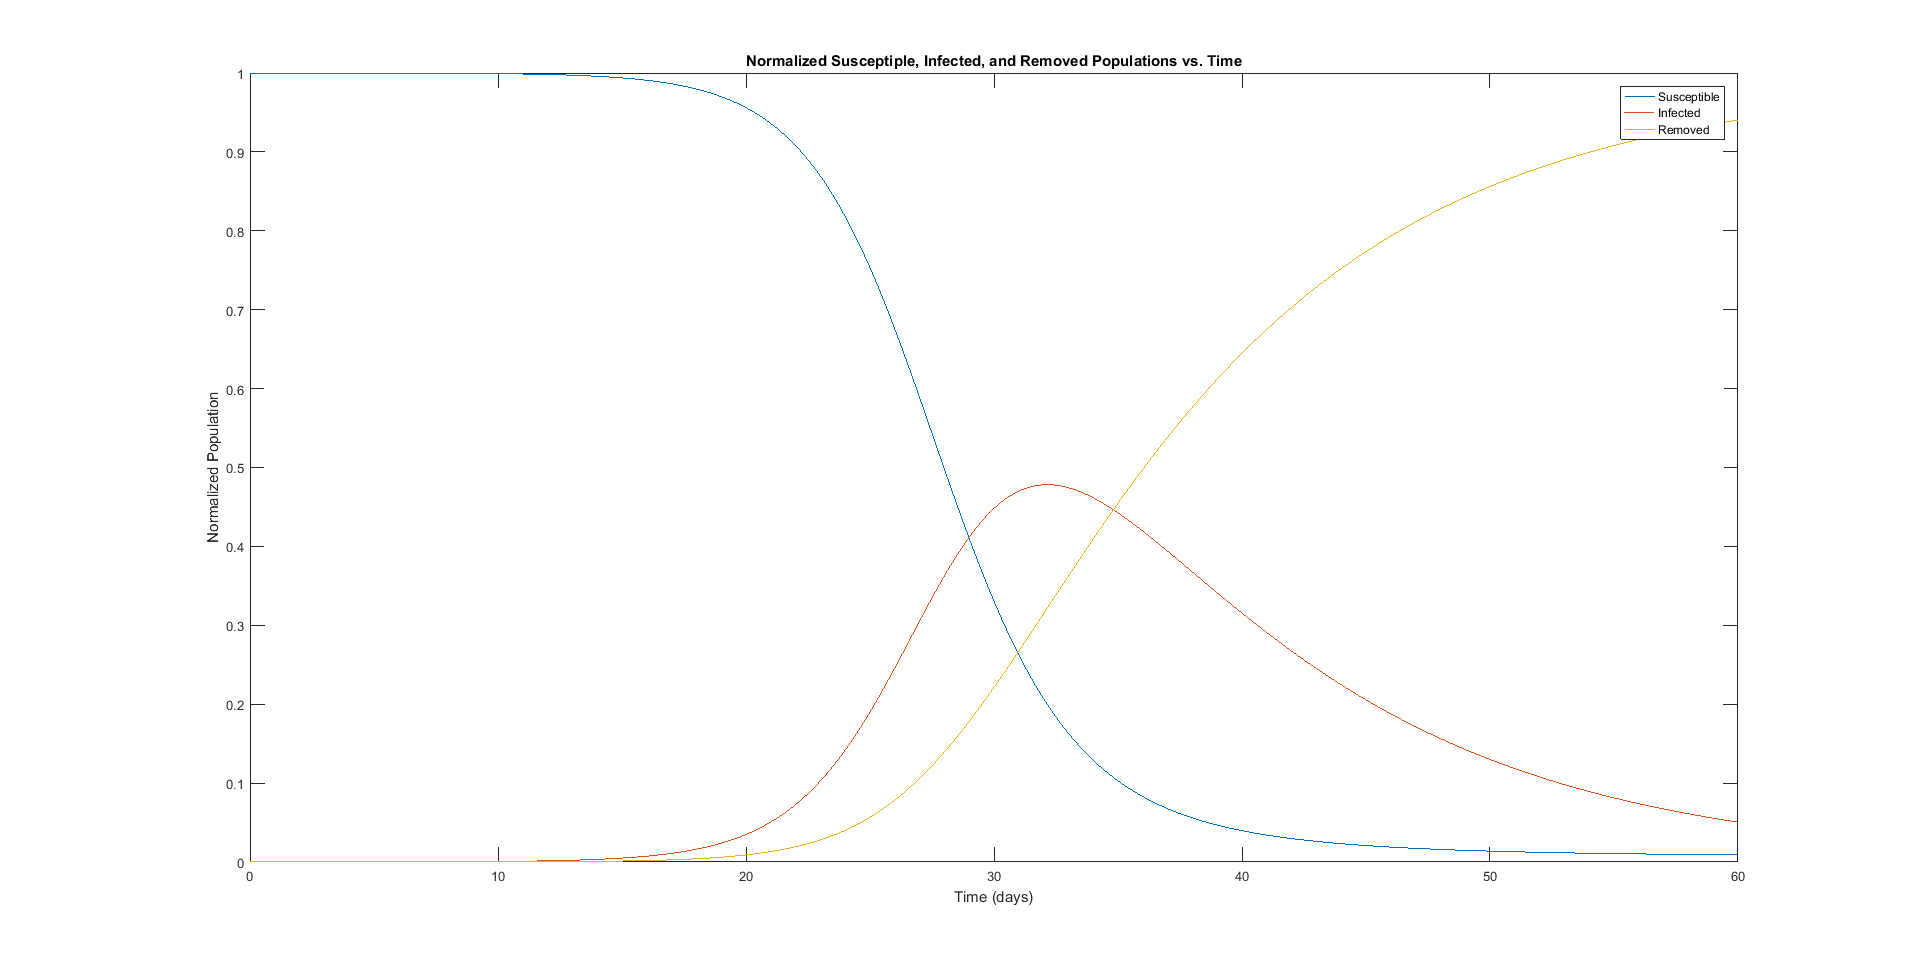 Normalized Susceptiple, Infected, and Removed Populations vs. Time
1
0.9
0.8
0.7
0.6
0.5
0.4
0.3
0.2
0.1
0
Normalized Population
Susceptible
Infected
Removed
0 10 20 30 40 50 60
Time (days)